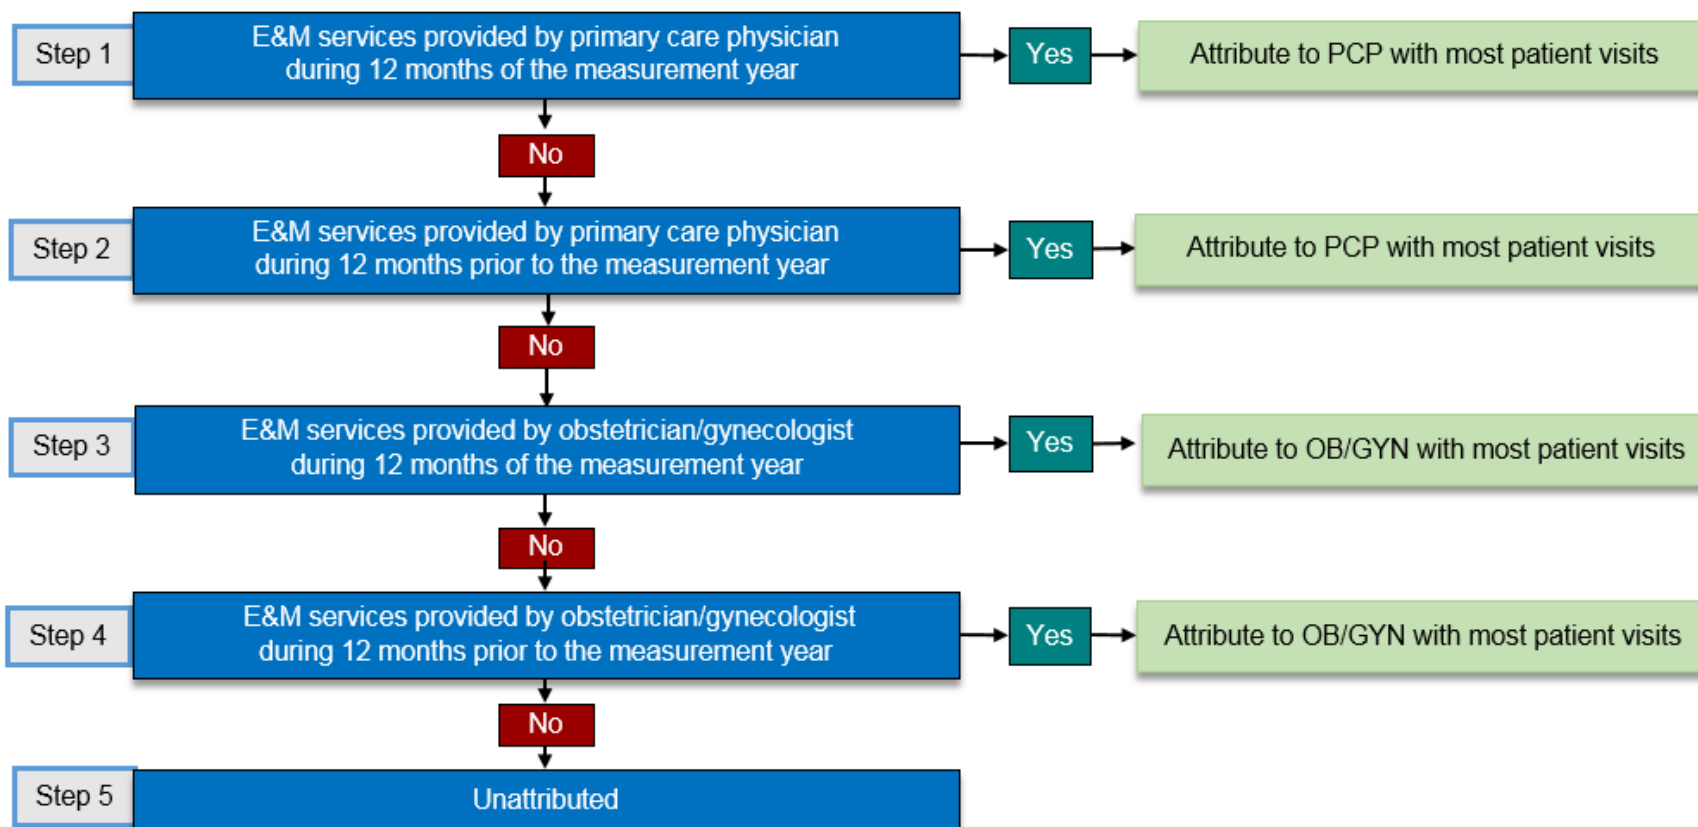 Step 1
E&M services provided by primary care physician
during 12 months of the measurement year
Yes
Attribute to PCP with most patient visits
No
Step 2
E&M services provided by primary care physician
during 12 months prior to the measurement year
Yes
Attribute to PCP with most patient visits
No
Step 3
E&M services provided by obstetrician/gynecologist
during 12 months of the measurement year
Yes
Attribute to OB/GYN with most patient visits
No
Step 4
E&M services provided by obstetrician/gynecologist
during 12 months prior to the measurement year
Yes
Attribute to OB/GYN with most patient visits
No
Step 5
Unattributed